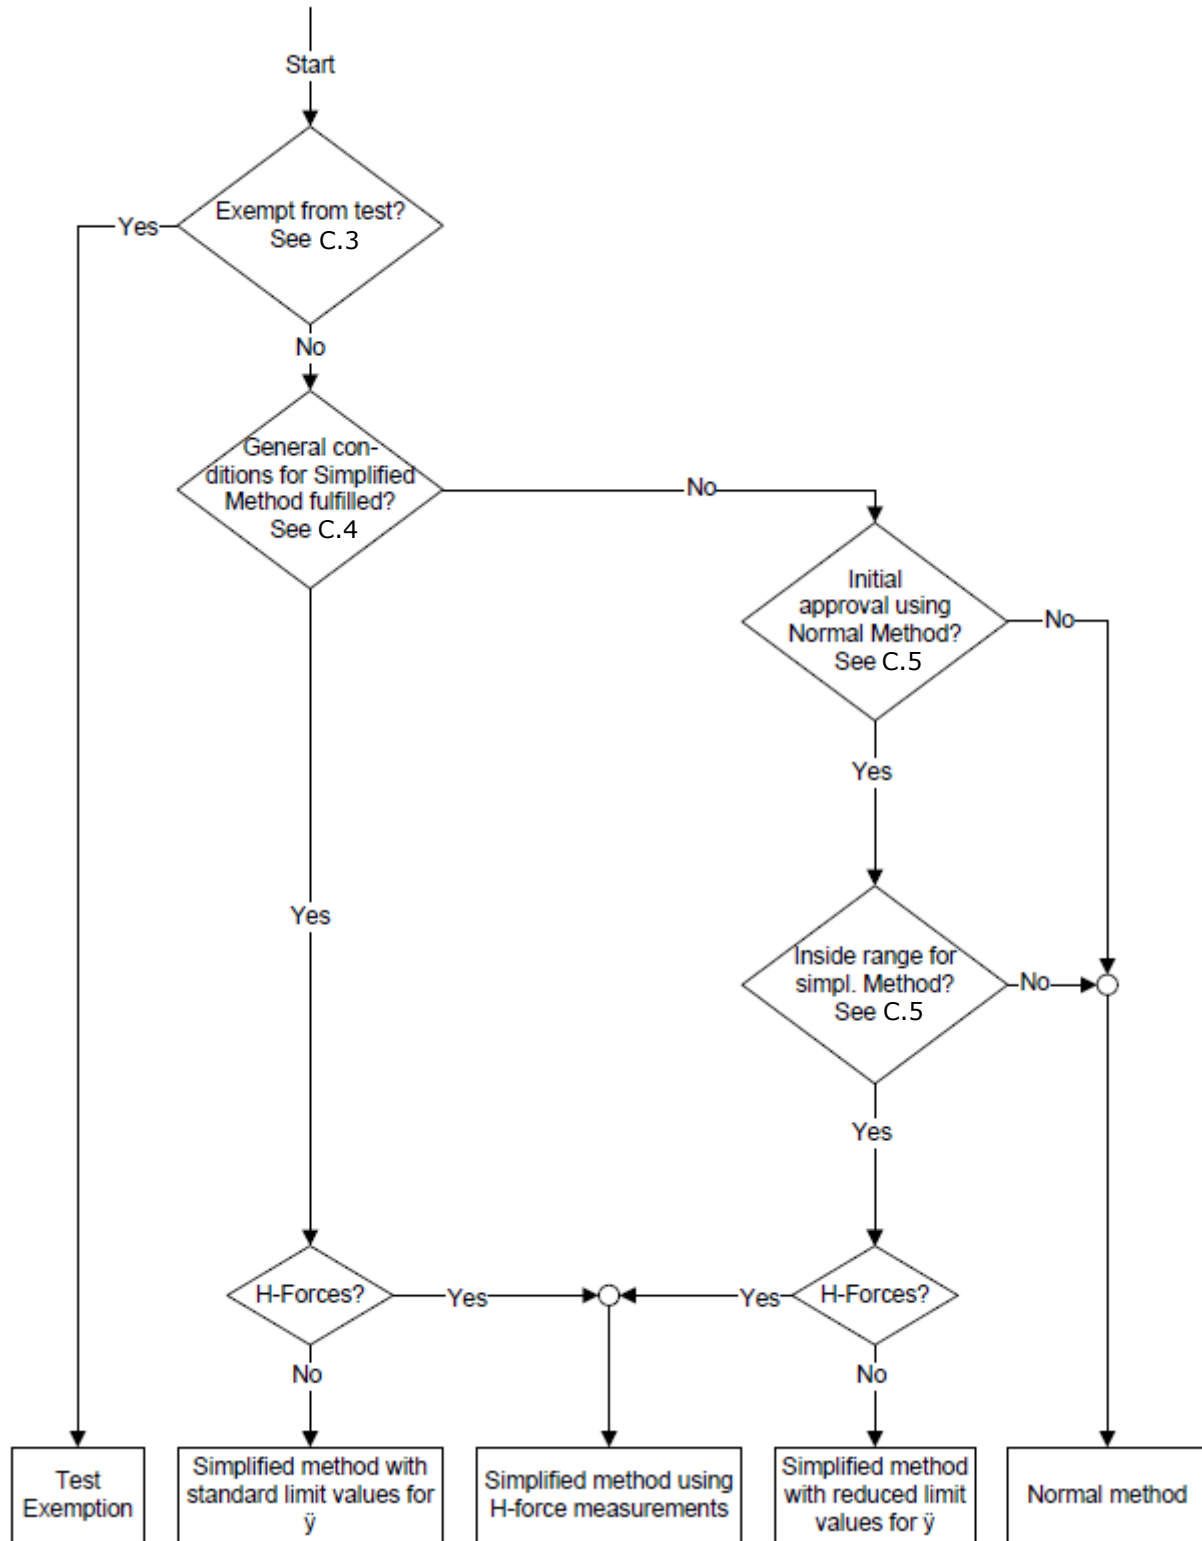 Start
Exempt from test?
See C.3
Yes
No
General con-
ditions for Simplified
Method fulfilled?
See C.4
No
Initial
approval using
Normal Method?
See C.5
No
Yes
Yes
Inside range for
simpl. Method?
See C.5
No
Yes
H-Forces?
Yes
Yes
H-Forces?
No
No
Test
Exemption
Simplified method with
standard limit values for
ÿ
Simplified method using
H-force measurements
Simplified method
with reduced limit
values for ÿ
Normal method